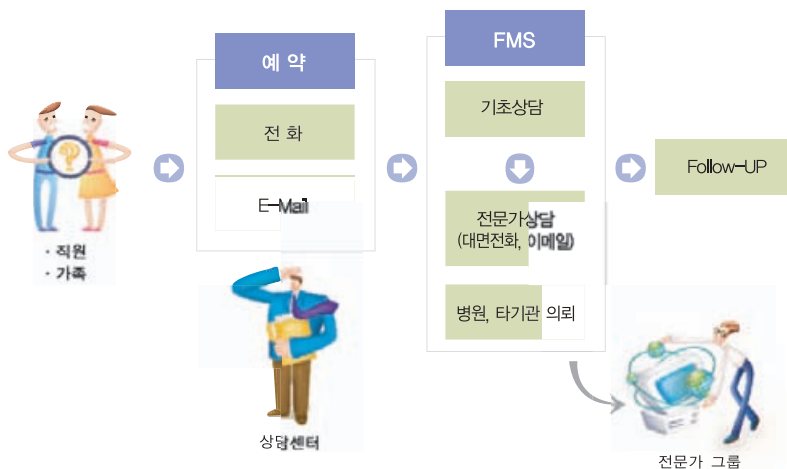 · 직원
· 가족
예 약
전 화
E-Mail
상담센터
FMS
기초상담
전문가상담
(대면전화, 이메일)
병원, 타기관 의뢰
Follow-UP
전문가 그룹